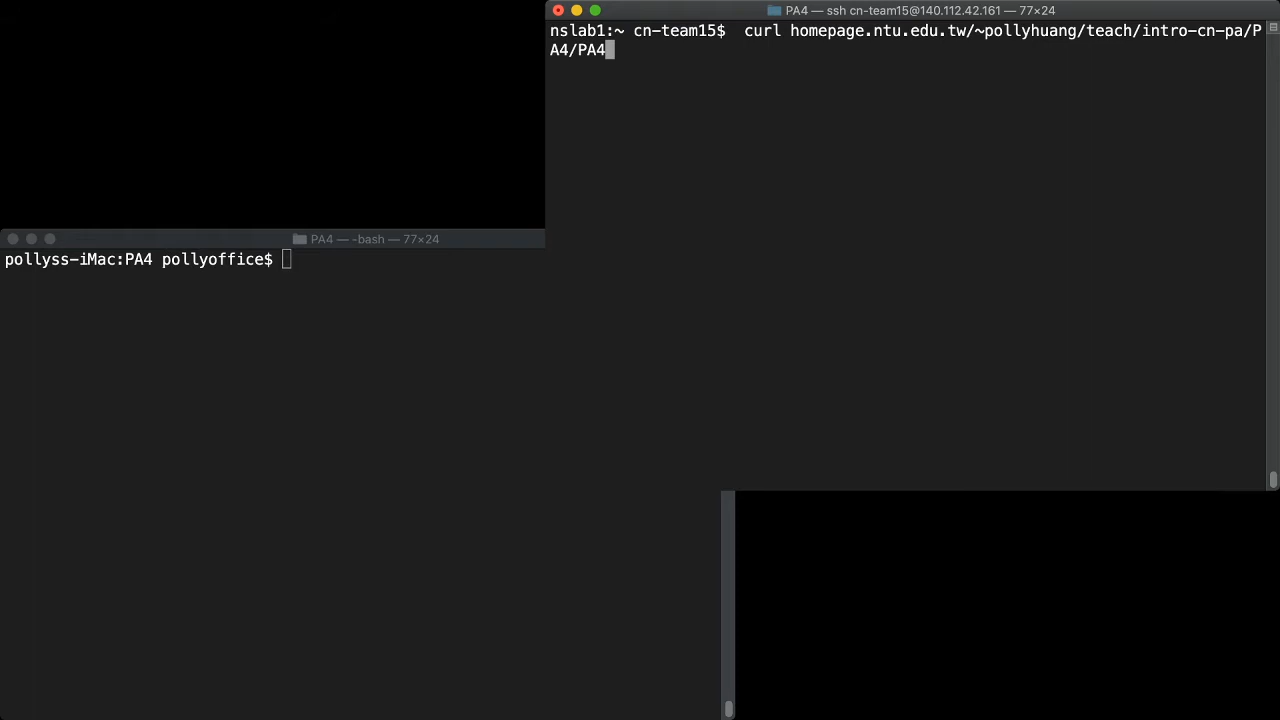 PA4 — ssh cn-team15@140.112.42.161 — 77×24
nslab1:~ cn-team15$  curl homepage.ntu.edu.tw/~pollyhuang/teach/intro-cn-pa/P
A4/PA4
PA4 — -bash — 77×24
pollyss-iMac:PA4 pollyoffice$